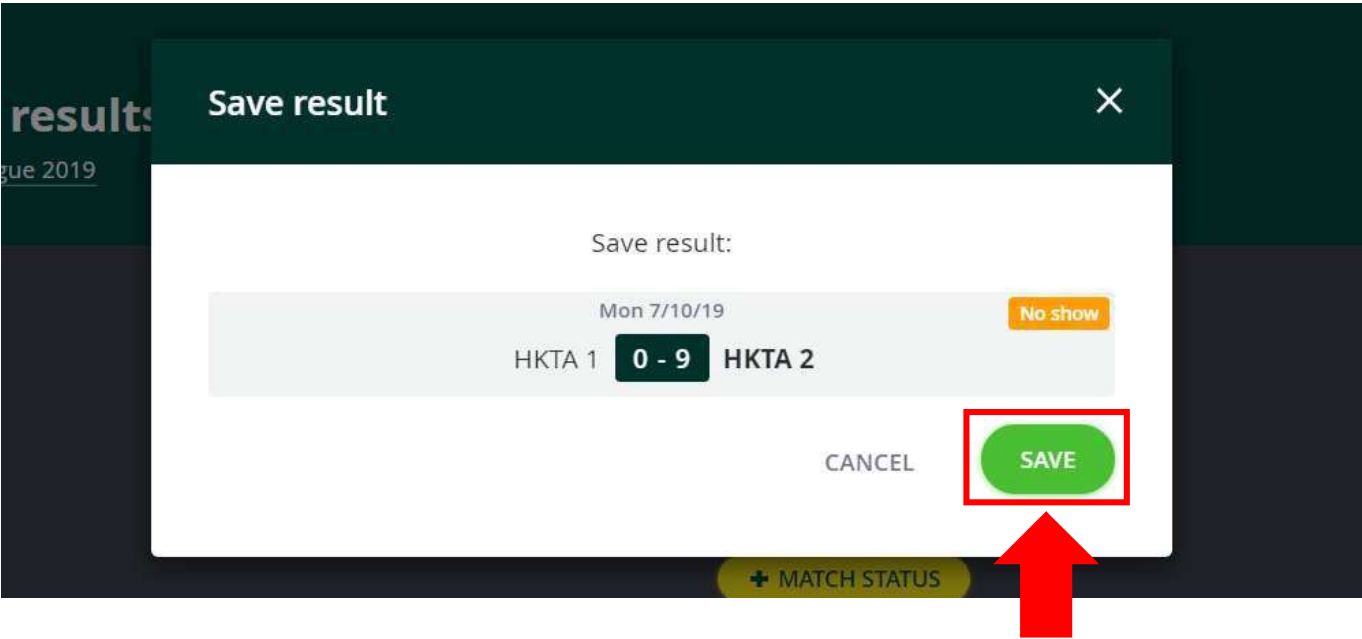 results
Save result
gue 2019
Save result:
Mon 7/10/19
No show
HKTA 1 0 - 9 HKTA 2
CANCEL
SAVE
+ MATCH STATUS